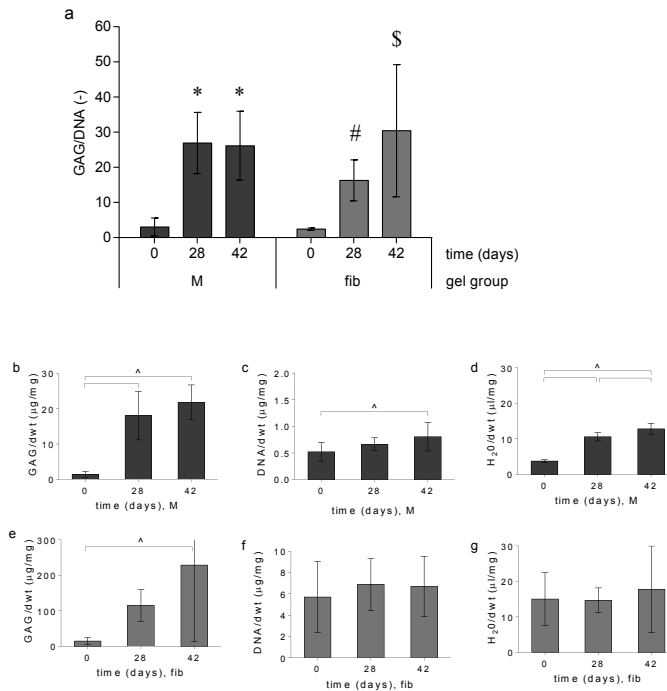 a
60
50
40
30
20
10
0
GAG/DNA (-)
* * # $
0 28 42 0 28 42 time (days)
M fib gel group
b
30
20
10
0
GAG/dwt (µg/mg)
^
0 28 42
time (days), M
c
2.0
1.5
1.0
0.5
0.0
DNA/dwt (µg/mg)
^
0 28 42
time (days), M
d
30
20
10
0
H₂0/dwt (µl/mg)
^
0 28 42
time (days), M
e
300
200
100
0
GAG/dwt (µg/mg)
^
0 28 42
time (days), fib
f
10
8
6
4
2
0
DNA/dwt (µg/mg)
0 28 42
time (days), fib
g
30
20
10
0
H₂0/dwt (µl/mg)
0 28 42
time (days), fib